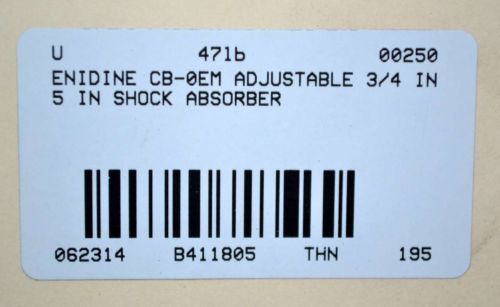 U 471b 00250
ENIDINE CB-0EM ADJUSTABLE 3/4 IN
5 IN SHOCK ABSORBER
062314 B411805 THN 195